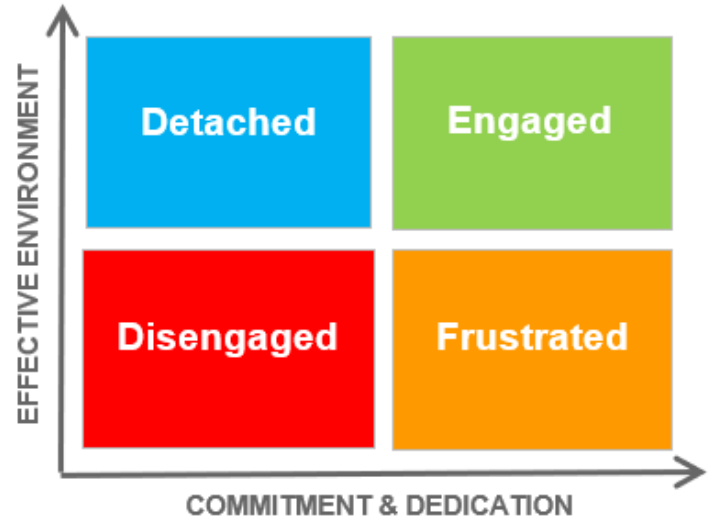 EFFECTIVE ENVIRONMENT
Detached
Engaged
Disengaged
Frustrated
COMMITMENT & DEDICATION